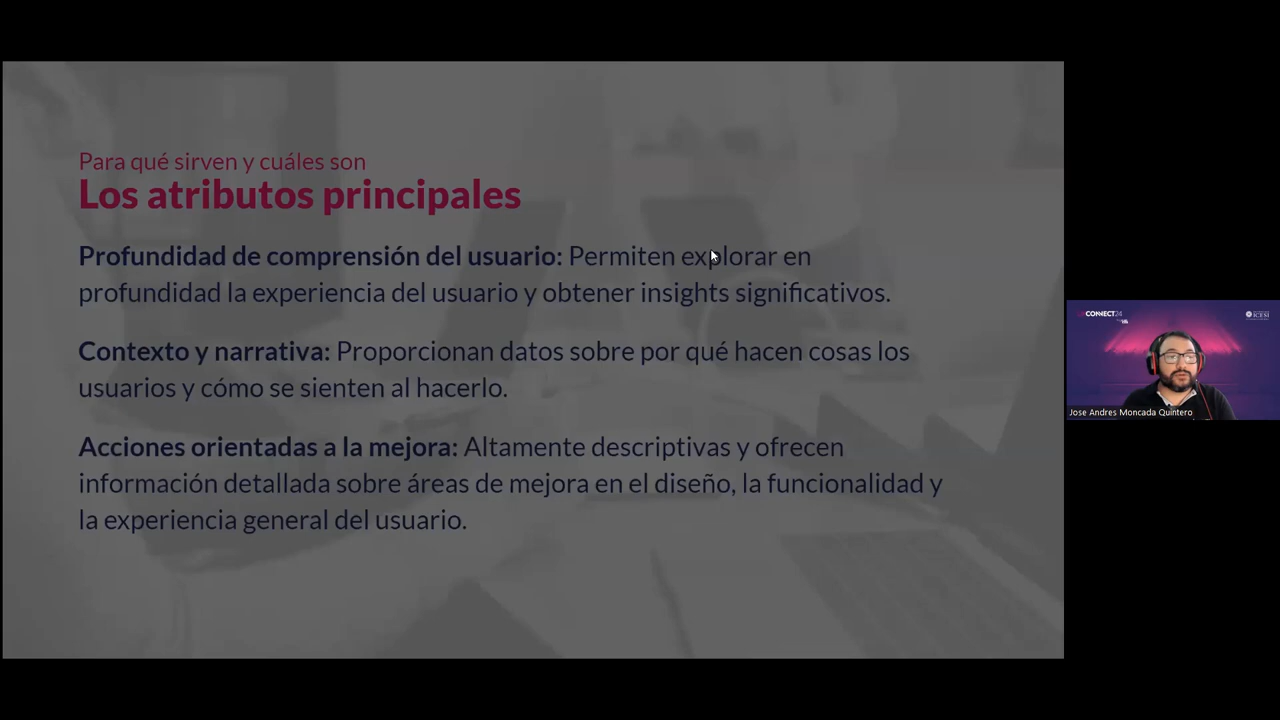 Para qué sirven y cuáles son
Los atributos principales
Profundidad de comprensión del usuario: Permiten explorar en
profundidad la experiencia del usuario y obtener insights significativos.
Contexto y narrativa: Proporcionan datos sobre por qué hacen cosas los
usuarios y cómo se sienten al hacerlo.
Acciones orientadas a la mejora: Altamente descriptivas y ofrecen
información detallada sobre áreas de mejora en el diseño, la funcionalidad y
la experiencia general del usuario.
CONNECT24
ICESI
Jose Andres Moncada Quintero